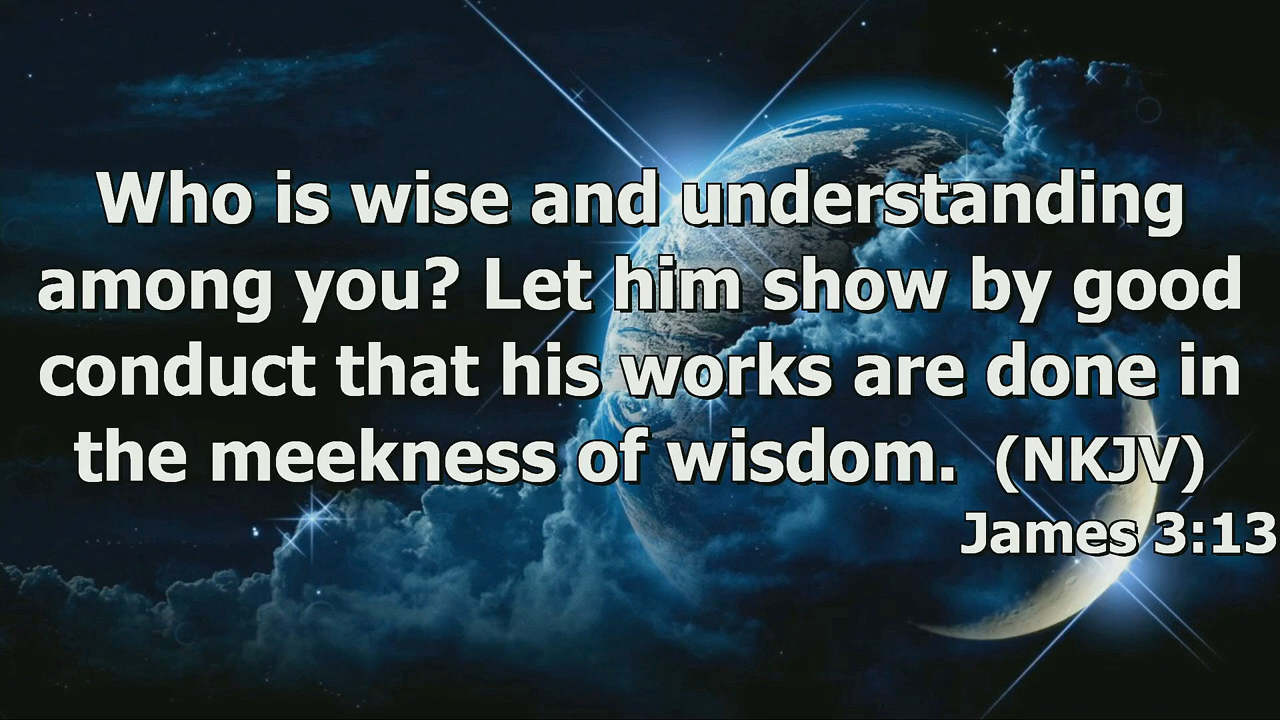 Who is wise and understanding
among you? Let him show by good
conduct that his works are done in
the meekness of wisdom. (NKJV)
James 3:13